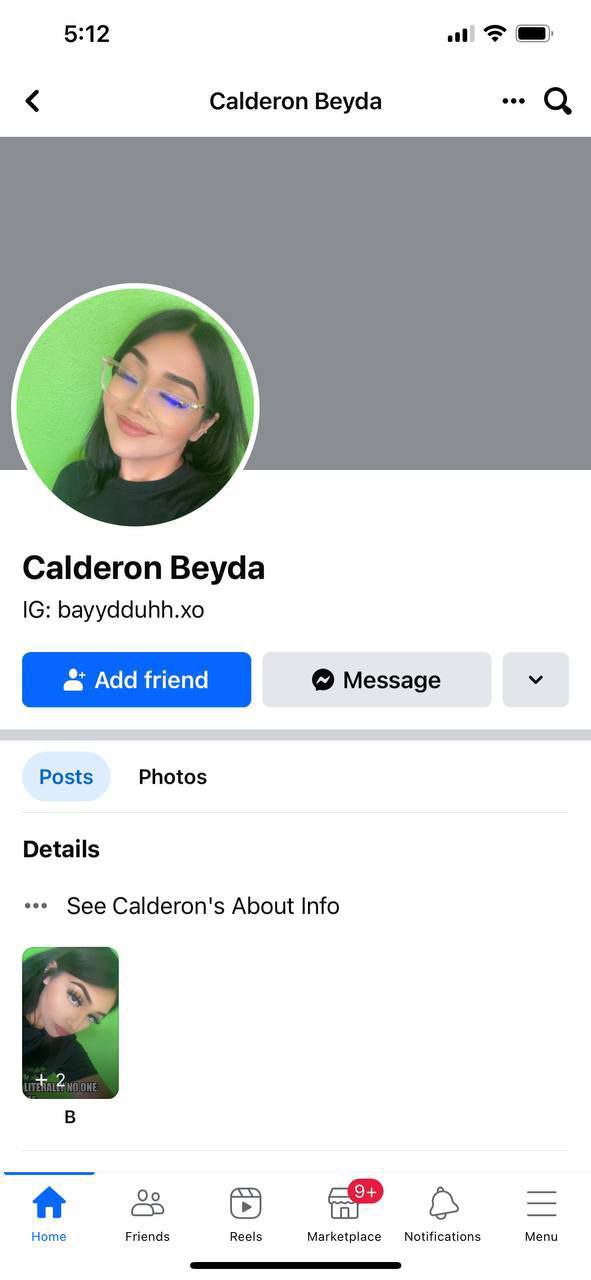 5:12
Calderon Beyda
Calderon Beyda
IG: bayydduhh.xo
Add friend
Message
Posts
Photos
Details
See Calderon's About Info
+ 2
LITERALLY NO ONE
B
9+
Home
Friends
Reels
Marketplace
Notifications
Menu